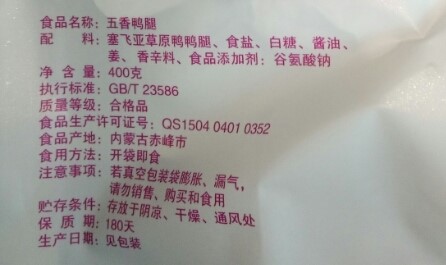 食品名称: 五香鸭腿
配 料: 塞飞亚草原鸭鸭腿、食盐、白糖、酱油、
姜、香辛料、食品添加剂: 谷氨酸钠
净 含 量: 400克
执行标准: GB/T 23586
质量等级: 合格品
食品生产许可证号: QS1504 0401 0352
食品产地: 内蒙古赤峰市
食用方法: 开袋即食
注意事项: 若真空包装袋膨胀、漏气,
请勿销售、购买和食用
贮存条件: 存放于阴凉、干燥、通风处
保 质 期: 180天
生产日期: 见包装